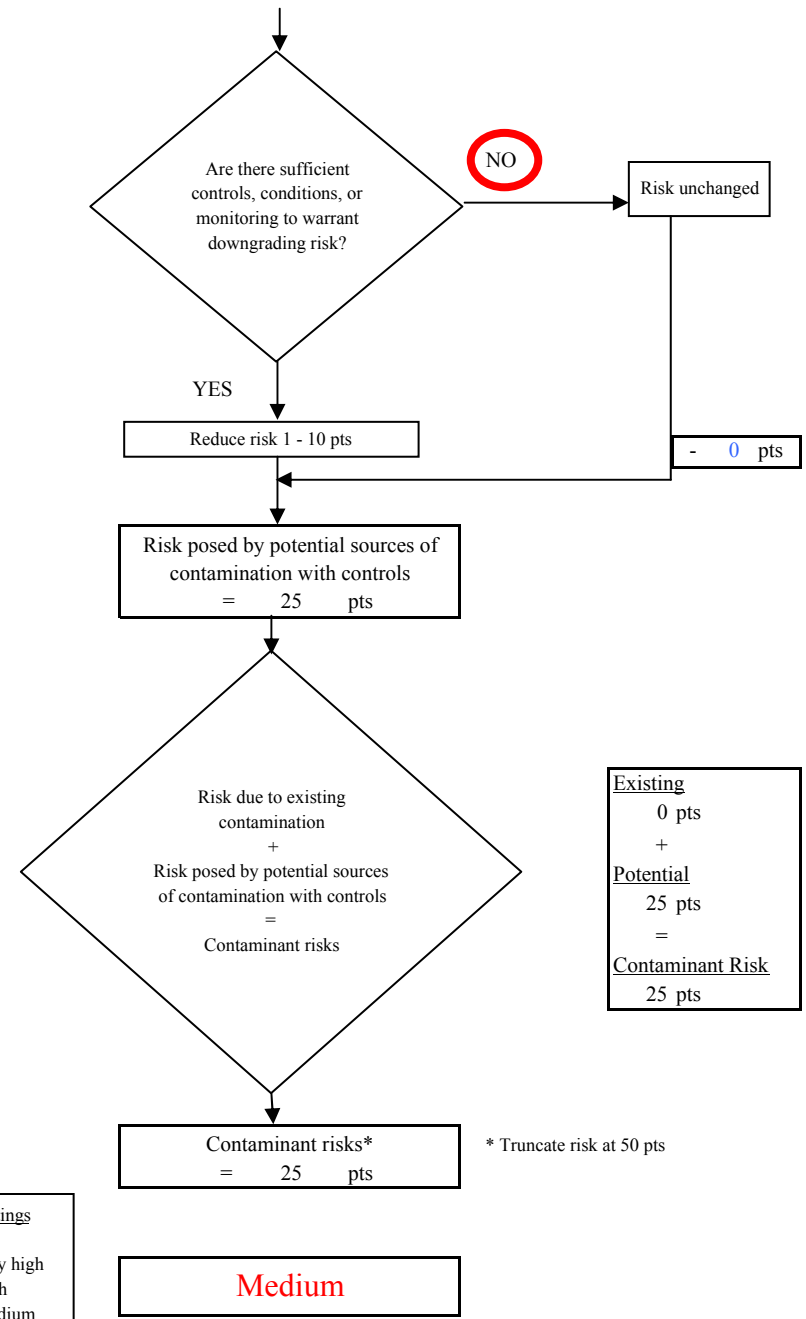 Are there sufficient
controls, conditions, or
monitoring to warrant
downgrading risk?
NO
Risk unchanged
YES
Reduce risk 1 - 10 pts
- 0 pts
Risk posed by potential sources of
contamination with controls
= 25 pts
Risk due to existing
contamination
+
Risk posed by potential sources
of contamination with controls
=
Contaminant risks
Existing
0 pts
+
Potential
25 pts
=
Contaminant Risk
25 pts
Contaminant risks*
= 25 pts
* Truncate risk at 50 pts
high
Medium